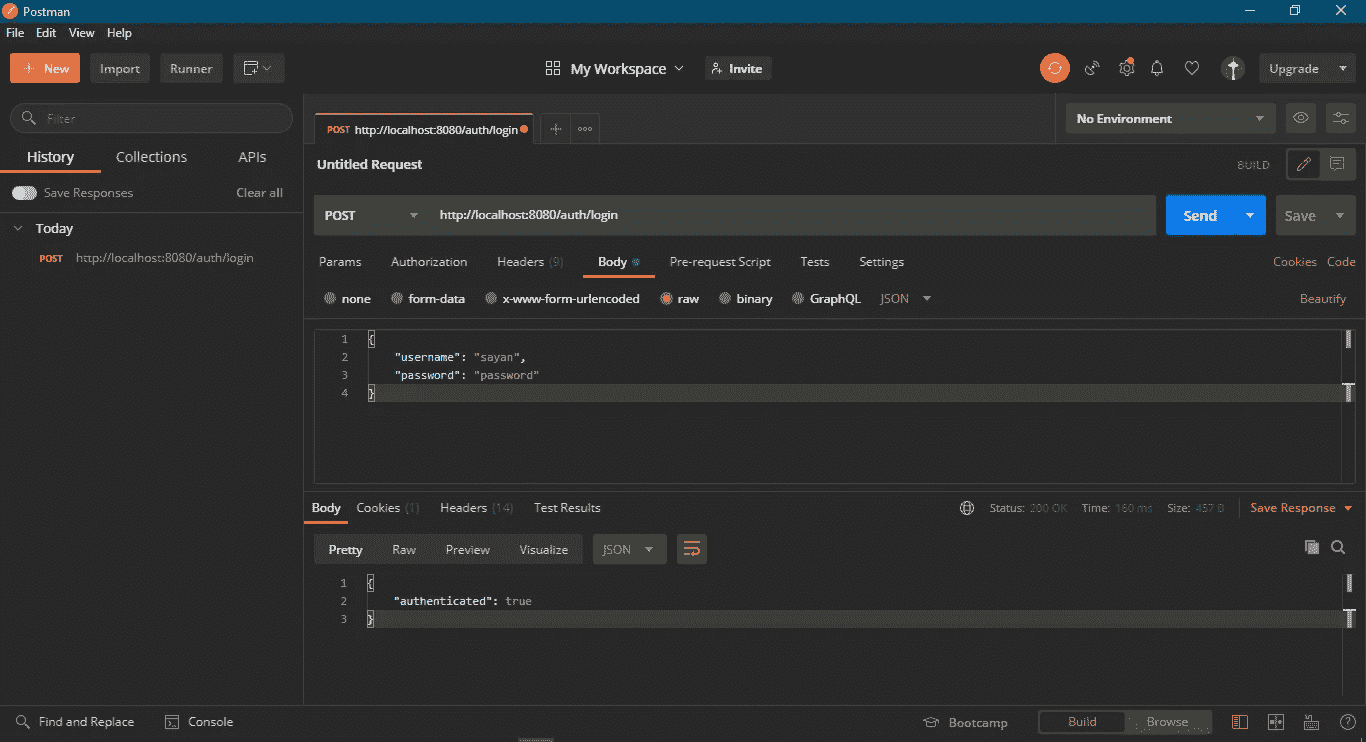 Postman
File Edit View Help
New Import Runner My Workspace Invite Upgrade
Filter
History Collections APIs
Save Responses Clear all
Today
POST http://localhost:8080/auth/login
POST http://localhost:8080/auth/login No Environment
Untitled Request BUILD
POST http://localhost:8080/auth/login Send Save
Params Authorization Headers (9) Body Pre-request Script Tests Settings Cookies Code
none form-data x-www-form-urlencoded raw binary GraphQL JSON Beautify
1 {
2 "username": "sayan",
3 "password": "password"
4 }
Body Cookies (1) Headers (14) Test Results Status: 200 OK Time: 160 ms Size: 457 B Save Response
Pretty Raw Preview Visualize JSON
1 {
2 "authenticated": true
3 }
Find and Replace Console Bootcamp Build Browse